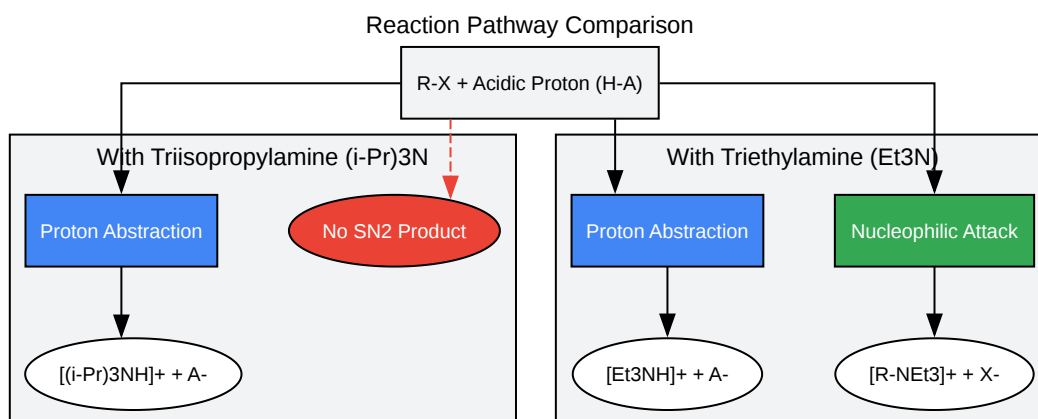 Reaction Pathway Comparison
R-X + Acidic Proton (H-A)
With Triisopropylamine (i-Pr)3N
Proton Abstraction
No SN2 Product
[(i-Pr)3NH]+ + A-
With Triethylamine (Et3N)
Proton Abstraction
Nucleophilic Attack
[Et3NH]+ + A-
[R-NEt3]+ + X-